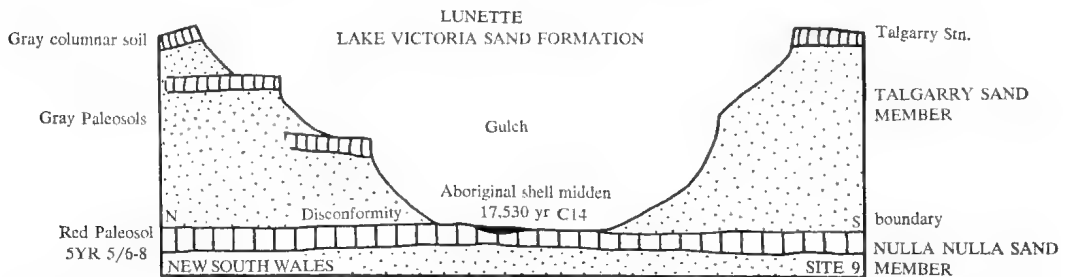 LUNETTE
LAKE VICTORIA SAND FORMATION
Gray columnar soil
Talgarry Stn.
Gray Paleosols
Gulch
TALGARRY SAND
MEMBER
Aboriginal shell midden
17,530 yr C14
N
Disconformity
S
boundary
Red Paleosol
5YR 5/6-8
NEW SOUTH WALES
SITE 9
NULLA NULLA SAND
MEMBER